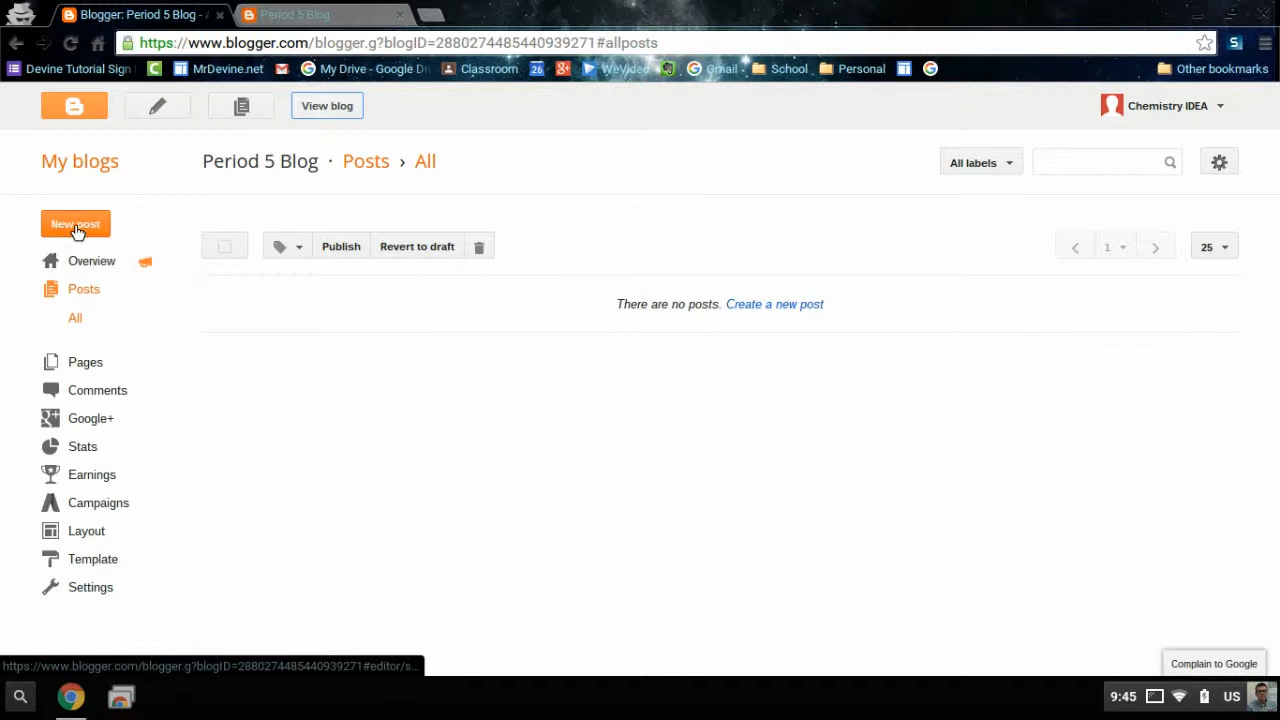 Blogger: Period 5 Blog -
Period 5 Blog
https://www.blogger.com/blogger.g?blogID=2880274485440939271#allposts
Devine Tutorial Sign
MrDevine.net
My Drive - Google Dr
Classroom
26
WeVideo
Gmail
School
Personal
Other bookmarks
View blog
Chemistry IDEA
My blogs
Period 5 Blog · Posts › All
All labels
New post
Publish
Revert to draft
1
25
Overview
Posts
There are no posts. Create a new post
All
Pages
Comments
Google+
Stats
Earnings
Campaigns
Layout
Template
Settings
https://www.blogger.com/blogger.g?blogID=2880274485440939271#editor/s...
Complain to Google
9:45
US